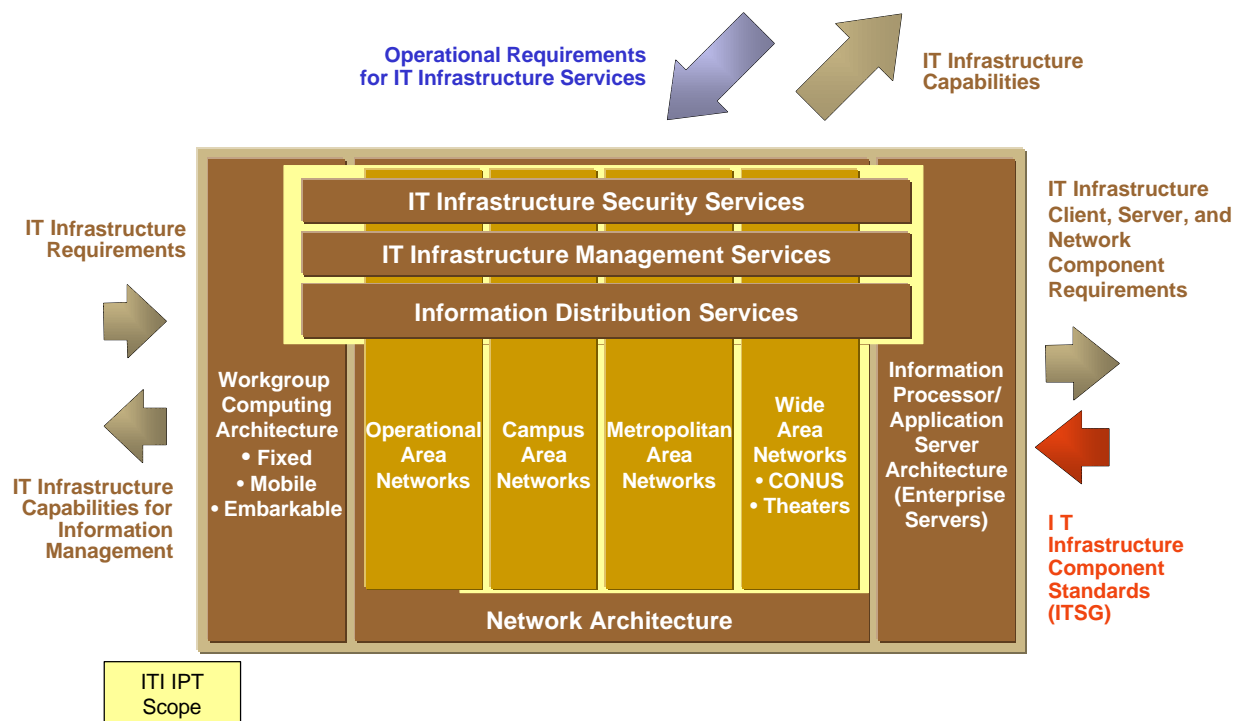 Operational Requirements
for IT Infrastructure Services
IT Infrastructure
Capabilities
IT Infrastructure
Requirements
IT Infrastructure
Capabilities for
Information
Management
IT Infrastructure Security Services
IT Infrastructure Management Services
Information Distribution Services
Workgroup
Computing
Architecture
• Fixed
• Mobile
• Embarkable
Operational
Area
Networks
Campus
Area
Networks
Metropolitan
Area
Networks
Wide
Area
Networks
• CONUS
• Theaters
Information
Processor/
Application
Server
Architecture
(Enterprise
Servers)
Network Architecture
IT Infrastructure
Client, Server, and
Network
Component
Requirements
I T
Infrastructure
Component
Standards
(ITSG)
ITI IPT
Scope